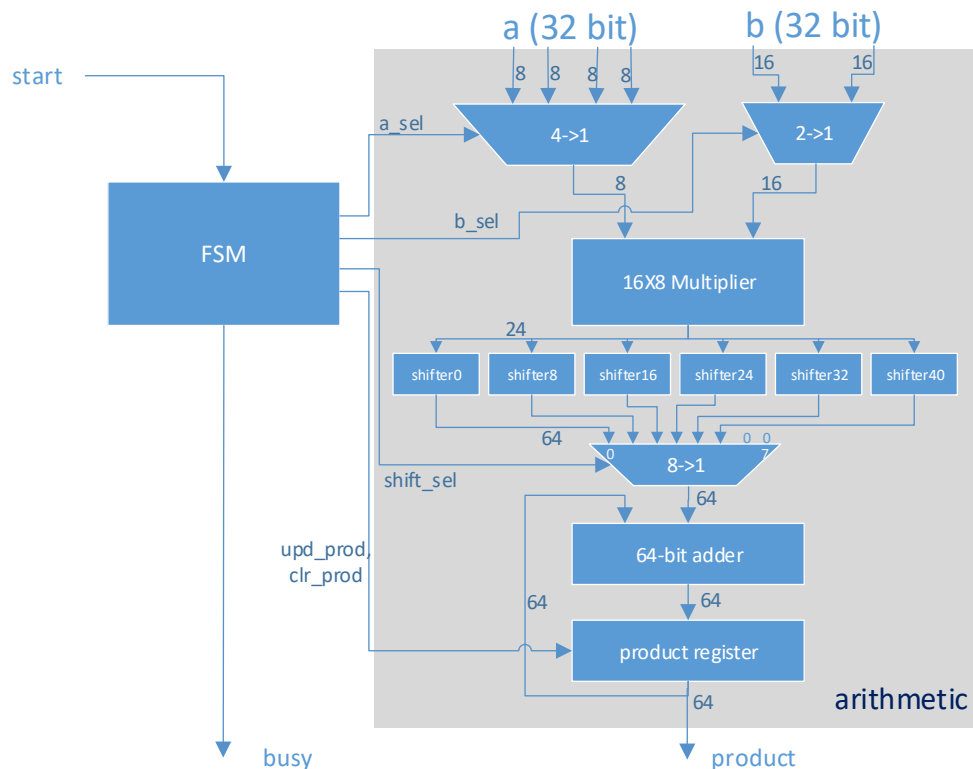 a (32 bit)
b (32 bit)
start
8
8
8
8
16
16
a_sel
4->1
2->1
8
16
b_sel
FSM
16X8 Multiplier
24
shifter0
shifter8
shifter16
shifter24
shifter32
shifter40
64
0
0
0
7
8->1
shift_sel
64
upd_prod,
clr_prod
64-bit adder
64
64
product register
64
arithmetic
busy
product